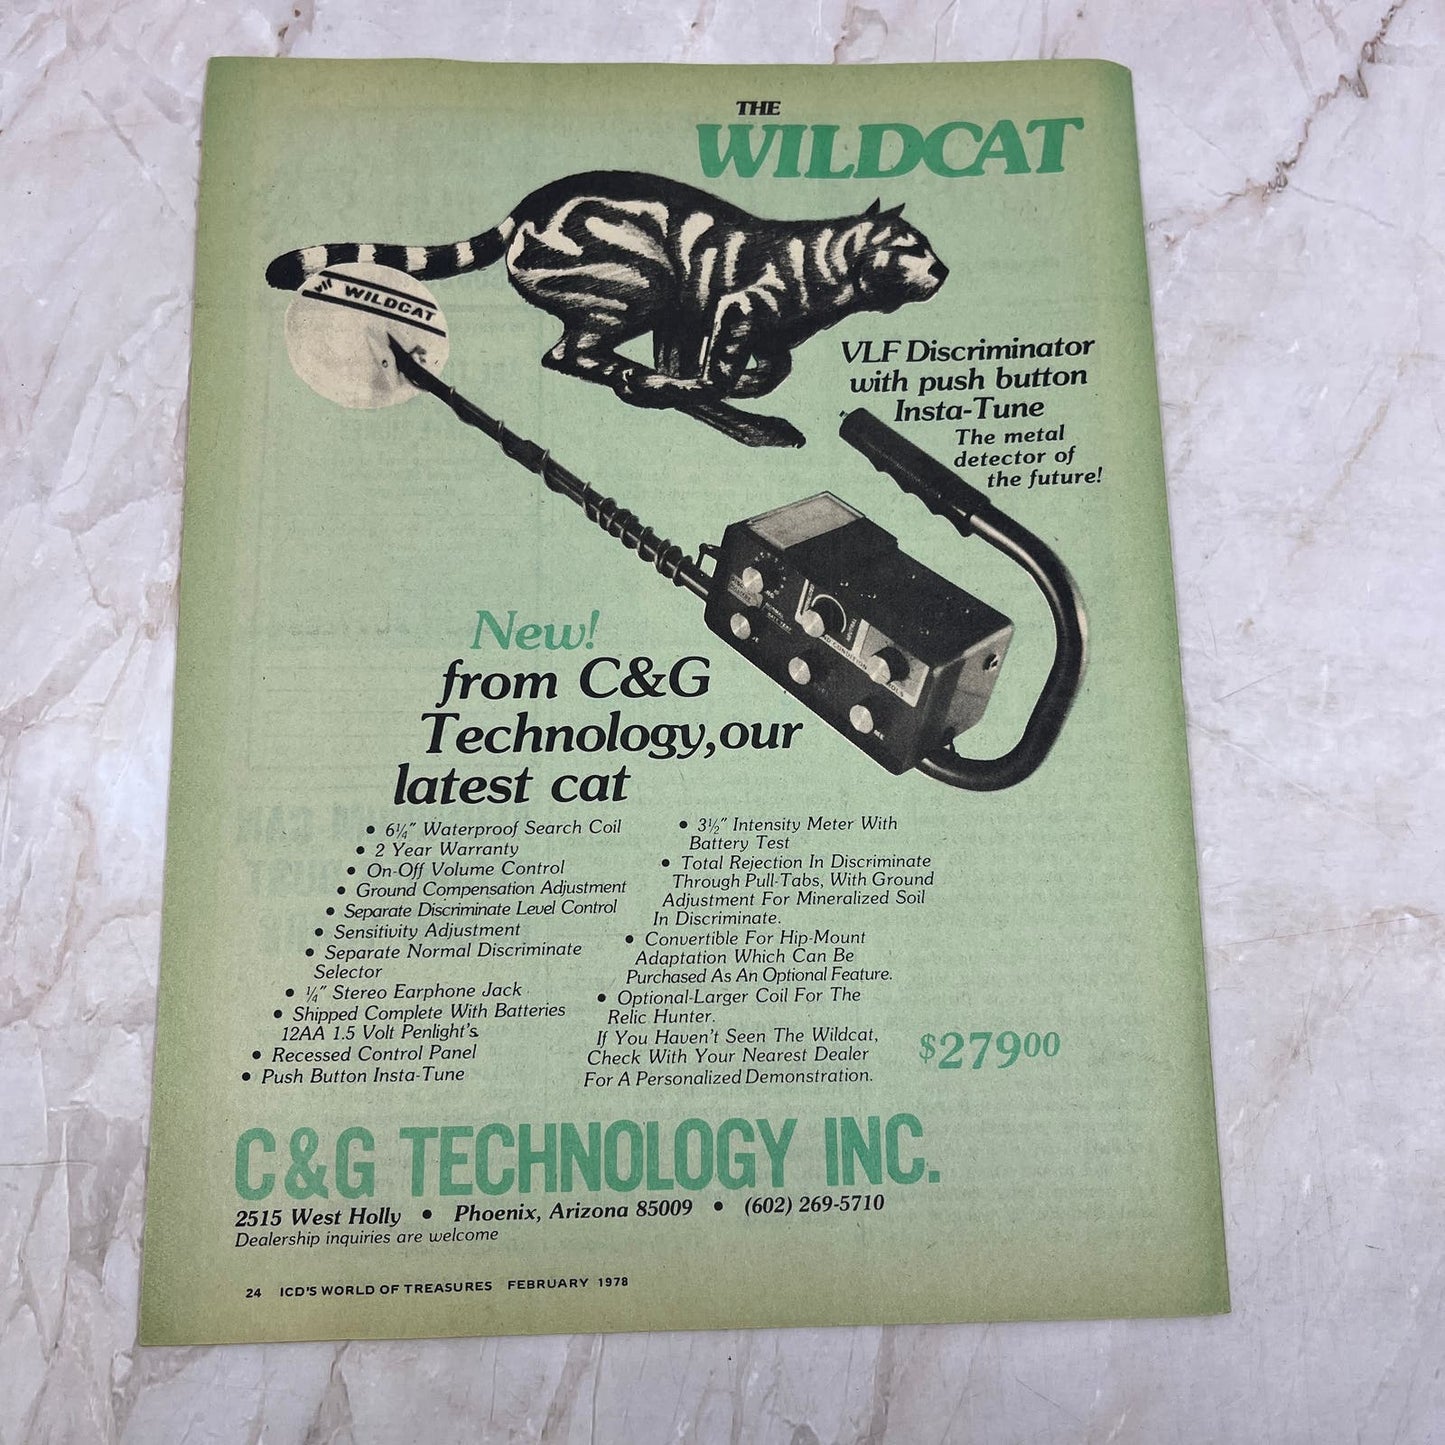 THE
WILDCAT
WILDCAT
VLF Discriminator
with push button
Insta-Tune
The metal
detector of
the future!
New!
from C&G
Technology,our
latest cat
• 6¼" Waterproof Search Coil
• 2 Year Warranty
• On-Off Volume Control
• Ground Compensation Adjustment
• Separate Discriminate Level Control
• Sensitivity Adjustment
• Separate Normal Discriminate
Selector
• ¼" Stereo Earphone Jack
• Shipped Complete With Batteries
12AA 1.5 Volt Penlight's
• Recessed Control Panel
• Push Button Insta-Tune
• 3½" Intensity Meter With
Battery Test
• Total Rejection In Discriminate
Through Pull-Tabs, With Ground
Adjustment For Mineralized Soil
In Discriminate.
• Convertible For Hip-Mount
Adaptation Which Can Be
Purchased As An Optional Feature.
• Optional-Larger Coil For The
Relic Hunter.
If You Haven't Seen The Wildcat,
Check With Your Nearest Dealer
For A Personalized Demonstration.
$27900
C&G TECHNOLOGY INC.
2515 West Holly • Phoenix, Arizona 85009 • (602) 269-5710
Dealership inquiries are welcome
24 ICD'S WORLD OF TREASURES FEBRUARY 1978